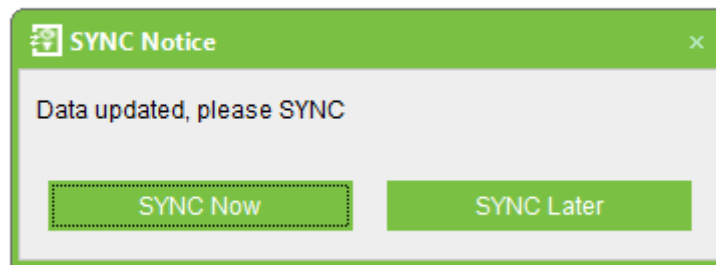 SYNC Notice
Data updated, please SYNC
SYNC Now
SYNC Later